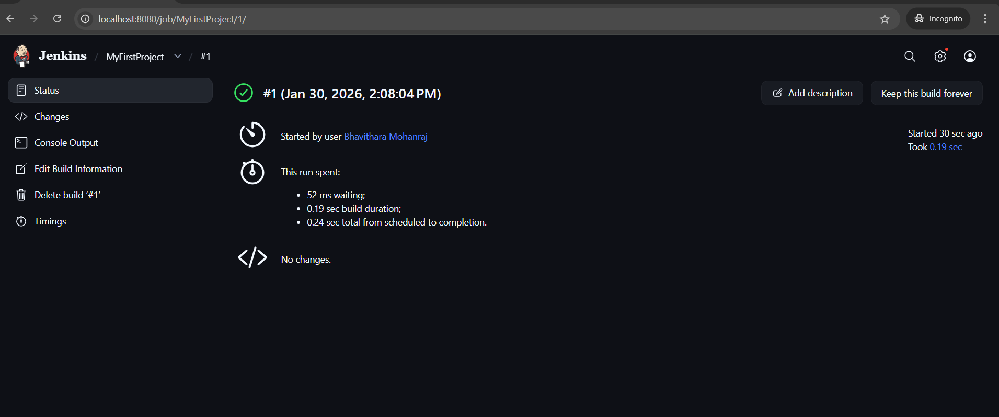 localhost:8080/job/MyFirstProject/1/
Incognito
Jenkins / MyFirstProject / #1
Status
Changes
Console Output
Edit Build Information
Delete build ‘#1’
Timings
#1 (Jan 30, 2026, 2:08:04 PM)
Add description
Keep this build forever
Started by user Bhavithara Mohanraj
Started 30 sec ago
Took 0.19 sec
This run spent:
• 52 ms waiting;
• 0.19 sec build duration;
• 0.24 sec total from scheduled to completion.
No changes.